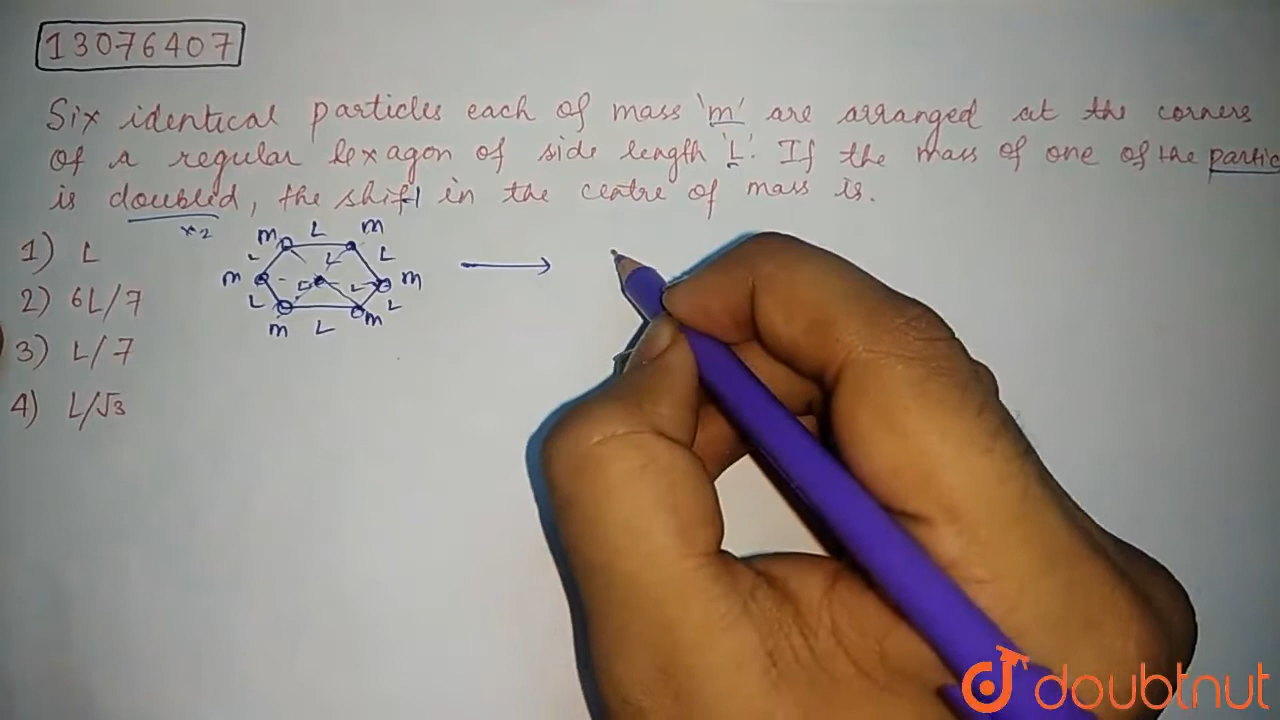 13076407
Six identical particles each of mass 'm' are arranged at the corners
of a regular hexagon of side length 'L'. If the mass of one of the partic
is doubled, the shift in the centre of mass is.
x2
1) L
2) 6L/7
3) L/7
4) L/√3
m L m
L L L
m L L m
L L
m L m
doubtnut